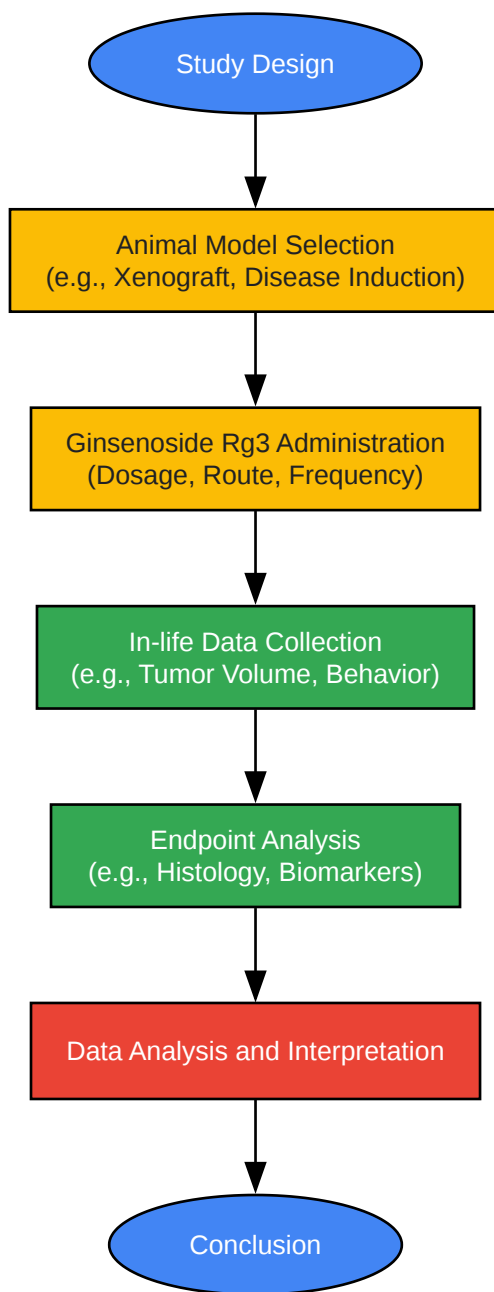 Study Design
Animal Model Selection
(e.g., Xenograft, Disease Induction)
Ginsenoside Rg3 Administration
(Dosage, Route, Frequency)
In-life Data Collection
(e.g., Tumor Volume, Behavior)
Endpoint Analysis
(e.g., Histology, Biomarkers)
Data Analysis and Interpretation
Conclusion